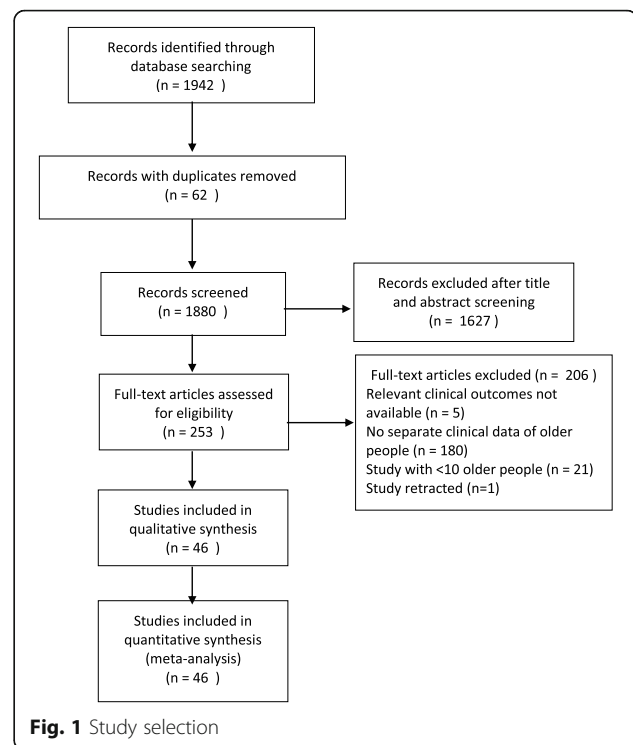 Records identified through
database searching
(n = 1942 )
Records with duplicates removed
(n = 62 )
Records screened
(n = 1880 )
Records excluded after title
and abstract screening
(n = 1627 )
Full-text articles assessed
for eligibility
(n = 253 )
Full-text articles excluded (n = 206 )
Relevant clinical outcomes not
available (n = 5)
No separate clinical data of older
people (n = 180)
Study with <10 older people (n = 21)
Study retracted (n=1)
Studies included in
qualitative synthesis
(n = 46 )
Studies included in
quantitative synthesis
(meta-analysis)
(n = 46 )
Fig. 1 Study selection